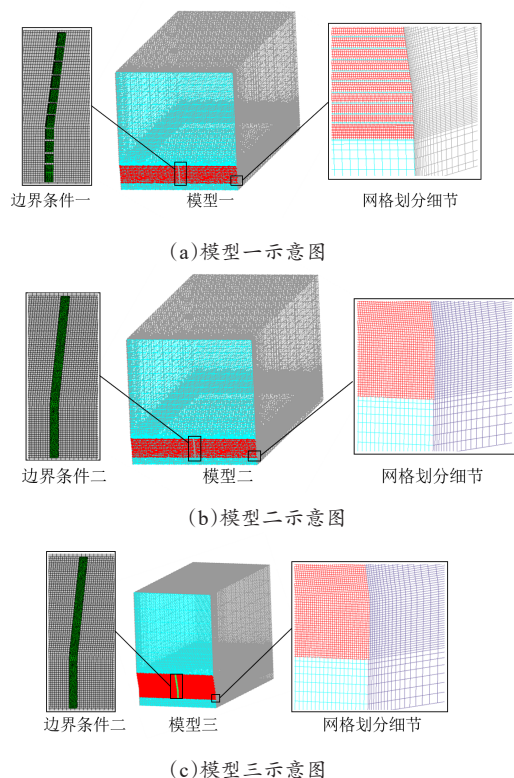 边界条件一 模型一 网格划分细节
(a)模型一示意图
边界条件二 模型二 网格划分细节
(b)模型二示意图
边界条件二 模型三 网格划分细节
(c)模型三示意图